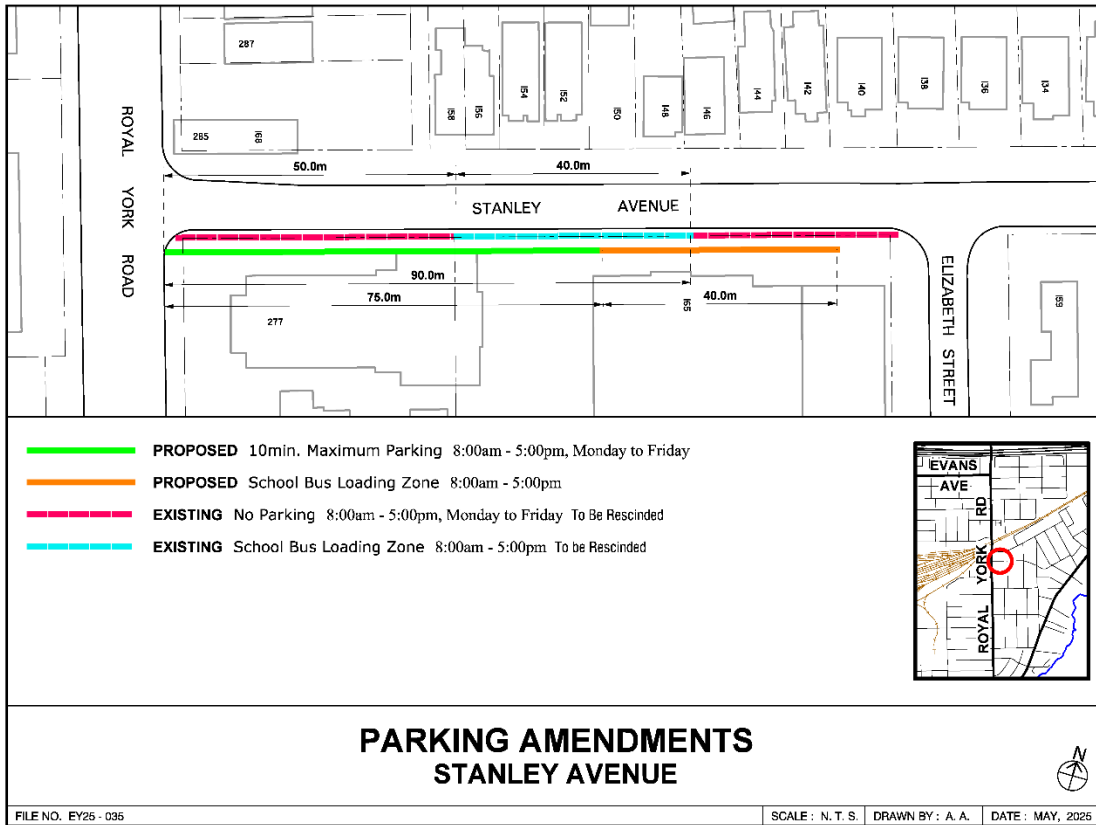 287
285
168
158
156
154
152
150
148
146
144
142
140
138
136
134
ROYAL YORK ROAD
50.0m
40.0m
STANLEY AVENUE
90.0m
75.0m
40.0m
277
165
159
ELIZABETH STREET
PROPOSED 10min. Maximum Parking 8:00am - 5:00pm, Monday to Friday
PROPOSED School Bus Loading Zone 8:00am - 5:00pm
EXISTING No Parking 8:00am - 5:00pm, Monday to Friday To Be Rescinded
EXISTING School Bus Loading Zone 8:00am - 5:00pm To be Rescinded
EVANS
AVE
ROYAL YORK RD
PARKING AMENDMENTS
STANLEY AVENUE
N
FILE NO. EY25 - 035
SCALE : N. T. S.
DRAWN BY : A. A.
DATE : MAY, 2025